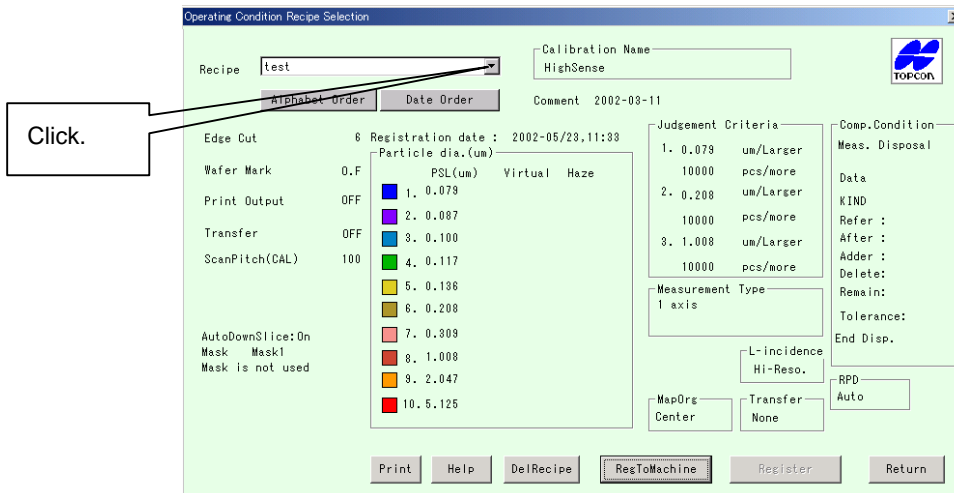 Operating Condition Recipe Selection
Recipe
test
Calibration Name
HighSense
TOPCON
Alphabet Order
Date Order
Comment 2002-03-11
Click.
Edge Cut 6
Registration date : 2002-05/23,11:33
Wafer Mark O.F
Print Output OFF
Transfer OFF
ScanPitch(CAL) 100
AutoDownSlice:On
Mask Mask1
Mask is not used
Particle dia.(um)
PSL(um) Virtual Haze
1. 0.079
2. 0.087
3. 0.100
4. 0.117
5. 0.136
6. 0.208
7. 0.309
8. 1.008
9. 2.047
10. 5.125
Judgement Criteria
1. 0.079 um/Larger
10000 pcs/more
2. 0.208 um/Larger
10000 pcs/more
3. 1.008 um/Larger
10000 pcs/more
Measurement Type
1 axis
L-incidence
Hi-Reso.
MapOrg
Center
Transfer
None
Comp.Condition
Meas. Disposal
Data
KIND
Refer :
After :
Adder :
Delete:
Remain:
Tolerance:
End Disp.
RPD
Auto
Print
Help
DelRecipe
RegToMachine
Register
Return